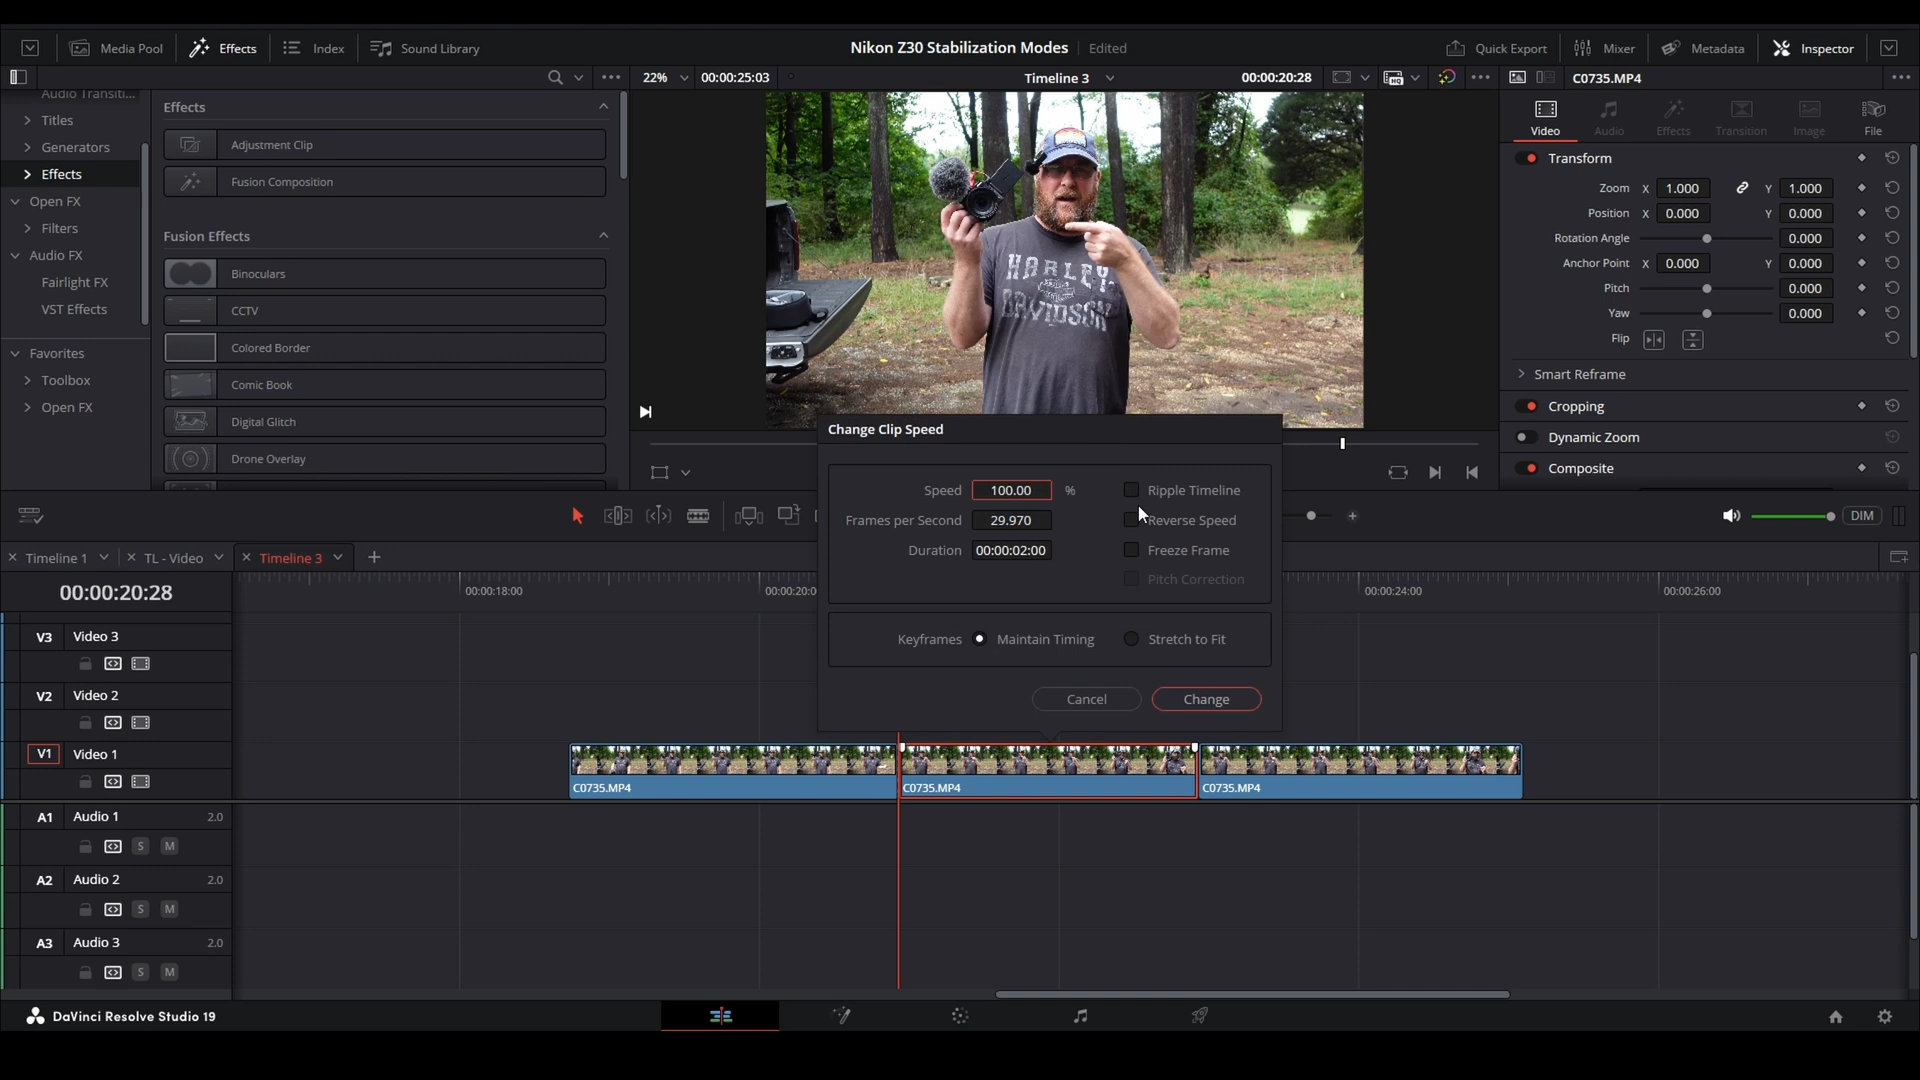 Media Pool
Effects
Index
Sound Library
Nikon Z30 Stabilization Modes
Edited
Quick Export
Mixer
Metadata
Inspector
22%
00:00:25:03
Timeline 3
00:00:20:28
C0735.MP4
Audio Transiti...
Titles
Generators
Effects
Open FX
Filters
Audio FX
Fairlight FX
VST Effects
Favorites
Toolbox
Open FX
Effects
Adjustment Clip
Fusion Composition
Fusion Effects
Binoculars
CCTV
Colored Border
Comic Book
Digital Glitch
Drone Overlay
HARLEY-
DAVIDSON
Video
Audio
Effects
Transition
Image
File
Transform
Zoom X 1.000 Y 1.000
Position X 0.000 Y 0.000
Rotation Angle 0.000
Anchor Point X 0.000 Y 0.000
Pitch 0.000
Yaw 0.000
Flip
Smart Reframe
Cropping
Dynamic Zoom
Composite
Change Clip Speed
Speed 100.00 %
Ripple Timeline
Frames per Second 29.970
Reverse Speed
Duration 00:00:02:00
Freeze Frame
Pitch Correction
Keyframes Maintain Timing Stretch to Fit
Cancel
Change
DIM
Timeline 1
TL - Video
Timeline 3
00:00:20:28
00:00:18:00
00:00:20:0
00:00:24:00
00:00:26:00
V3 Video 3
V2 Video 2
V1 Video 1
C0735.MP4
C0735.MP4
C0735.MP4
A1 Audio 1 2.0
S M
A2 Audio 2 2.0
S M
A3 Audio 3 2.0
S M
DaVinci Resolve Studio 19